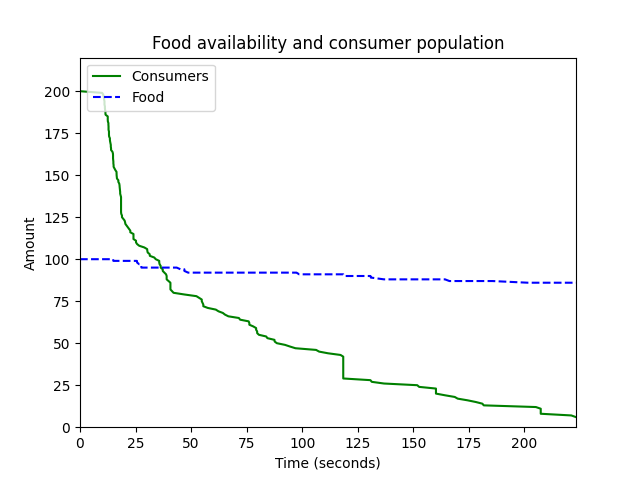 Food availability and consumer population
Consumers
Food
200
175
150
125
100
75
50
25
0
Amount
0 25 50 75 100 125 150 175 200
Time (seconds)